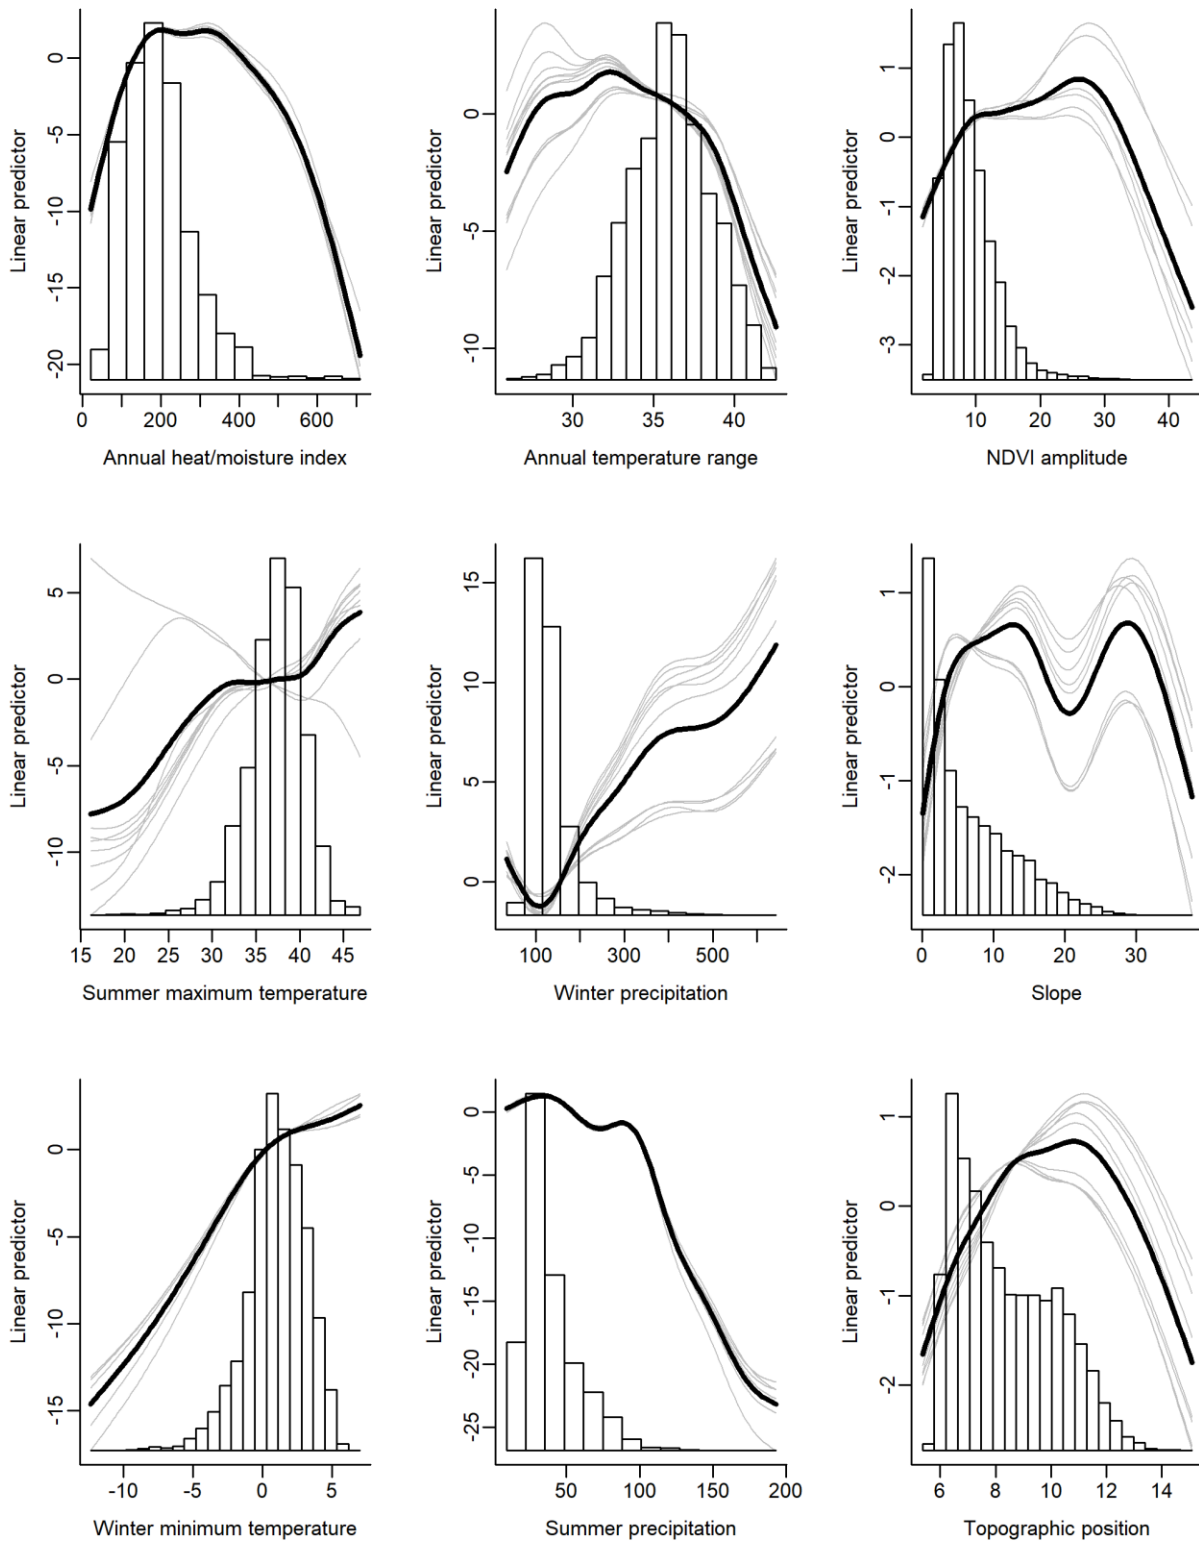 Linear predictor
0
-5
-10
-15
-20
0 200 400 600
Annual heat/moisture index
Linear predictor
0
-5
-10
30 35 40
Annual temperature range
Linear predictor
1
0
-1
-2
-3
10 20 30 40
NDVI amplitude
Linear predictor
5
0
-5
-10
15 20 25 30 35 40 45
Summer maximum temperature
Linear predictor
15
10
5
0
100 300 500
Winter precipitation
Linear predictor
1
0
-1
-2
0 10 20 30
Slope
Linear predictor
0
-5
-10
-15
-10 -5 0 5
Winter minimum temperature
Linear predictor
0
-5
-10
-15
-20
-25
50 100 150 200
Summer precipitation
Linear predictor
1
0
-1
-2
6 8 10 12 14
Topographic position